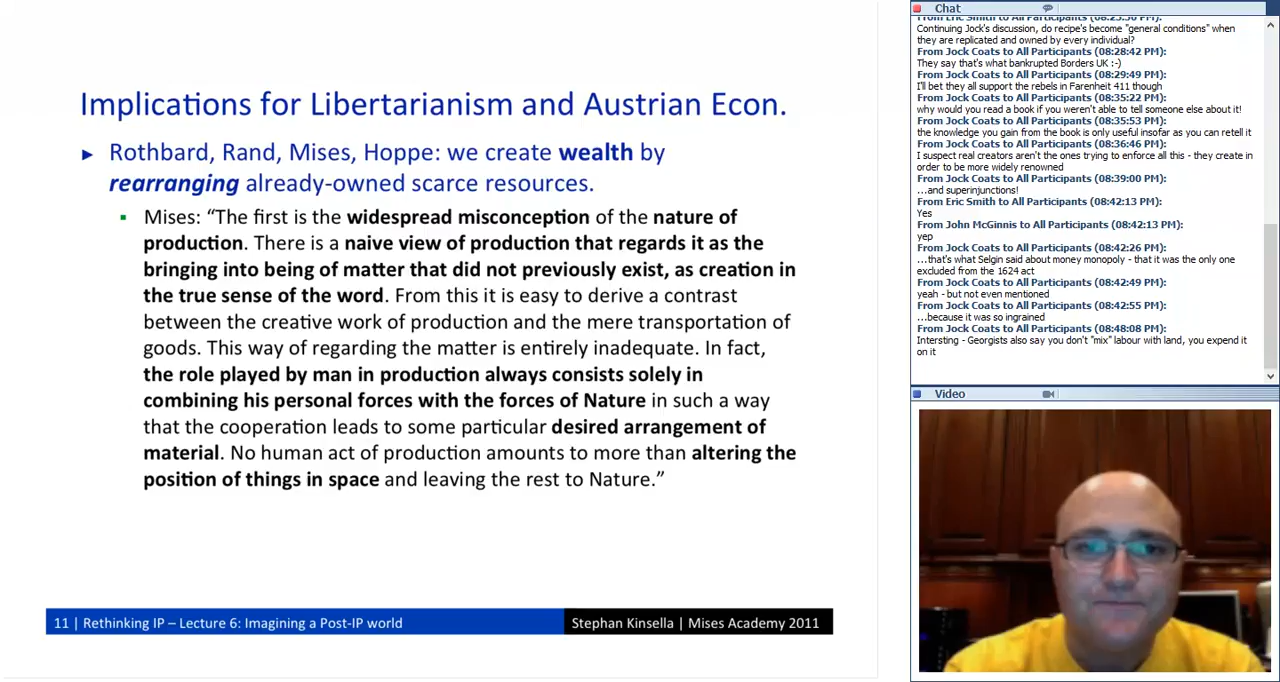 Implications for Libertarianism and Austrian Econ.
► Rothbard, Rand, Mises, Hoppe: we create wealth by
rearranging already-owned scarce resources.
▪ Mises: “The first is the widespread misconception of the nature of
production. There is a naive view of production that regards it as the
bringing into being of matter that did not previously exist, as creation in
the true sense of the word. From this it is easy to derive a contrast
between the creative work of production and the mere transportation of
goods. This way of regarding the matter is entirely inadequate. In fact,
the role played by man in production always consists solely in
combining his personal forces with the forces of Nature in such a way
that the cooperation leads to some particular desired arrangement of
material. No human act of production amounts to more than altering the
position of things in space and leaving the rest to Nature.”
11 | Rethinking IP – Lecture 6: Imagining a Post-IP world
Stephan Kinsella | Mises Academy 2011
Chat
From Eric Smith to All Participants
Continuing Jock's discussion, do recipe's become "general conditions" when
they are replicated and owned by every individual?
From Jock Coats to All Participants (08:28:42 PM):
They say that's what bankrupted Borders UK :-)
From Jock Coats to All Participants (08:29:49 PM):
I'll bet they all support the rebels in Farenheit 411 though
From Jock Coats to All Participants (08:35:22 PM):
why would you read a book if you weren't able to tell someone else about it!
From Jock Coats to All Participants (08:35:53 PM):
the knowledge you gain from the book is only useful insofar as you can retell it
From Jock Coats to All Participants (08:36:46 PM):
I suspect real creators aren't the ones trying to enforce all this - they create in
order to be more widely renowned
From Jock Coats to All Participants (08:39:00 PM):
...and superinjunctions!
From Eric Smith to All Participants (08:42:13 PM):
Yes
From John McGinnis to All Participants (08:42:13 PM):
yep
From Jock Coats to All Participants (08:42:26 PM):
...that's what Selgin said about money monopoly - that it was the only one
excluded from the 1624 act
From Jock Coats to All Participants (08:42:49 PM):
yeah - but not even mentioned
From Jock Coats to All Participants (08:42:55 PM):
...because it was so ingrained
From Jock Coats to All Participants (08:48:08 PM):
Intersting - Georgists also say you don't "mix" labour with land, you expend it
on it
Video